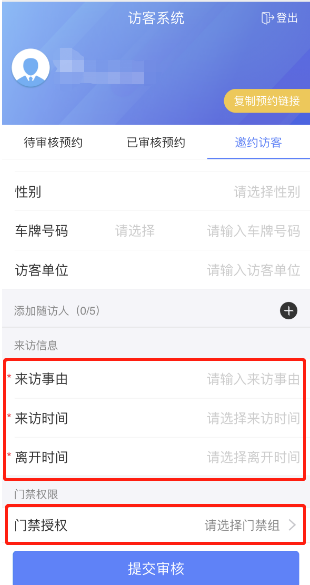 访客系统
登出
复制预约链接
待审核预约 已审核预约 邀约访客
性别 请选择性别
车牌号码 请选择 请输入车牌号码
访客单位 请输入访客单位
添加随访人（0/5）
来访信息
* 来访事由 请输入来访事由
* 来访时间 请选择来访时间
* 离开时间 请选择离开时间
门禁权限
门禁授权 请选择门禁组
提交审核